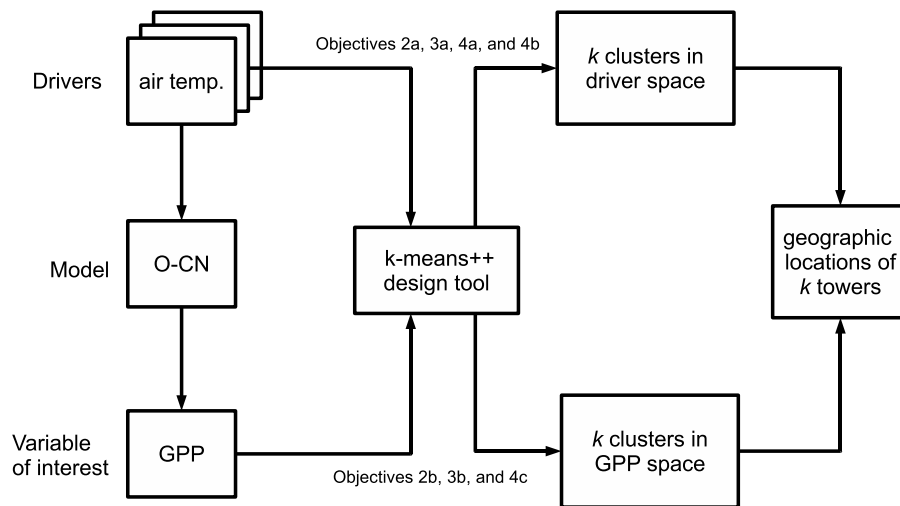 Objectives 2a, 3a, 4a, and 4b
k clusters in
driver space
Drivers
air temp.
geographic
locations of
k towers
k-means++
design tool
Model
O-CN
Variable
of interest
GPP
k clusters in
GPP space
Objectives 2b, 3b, and 4c